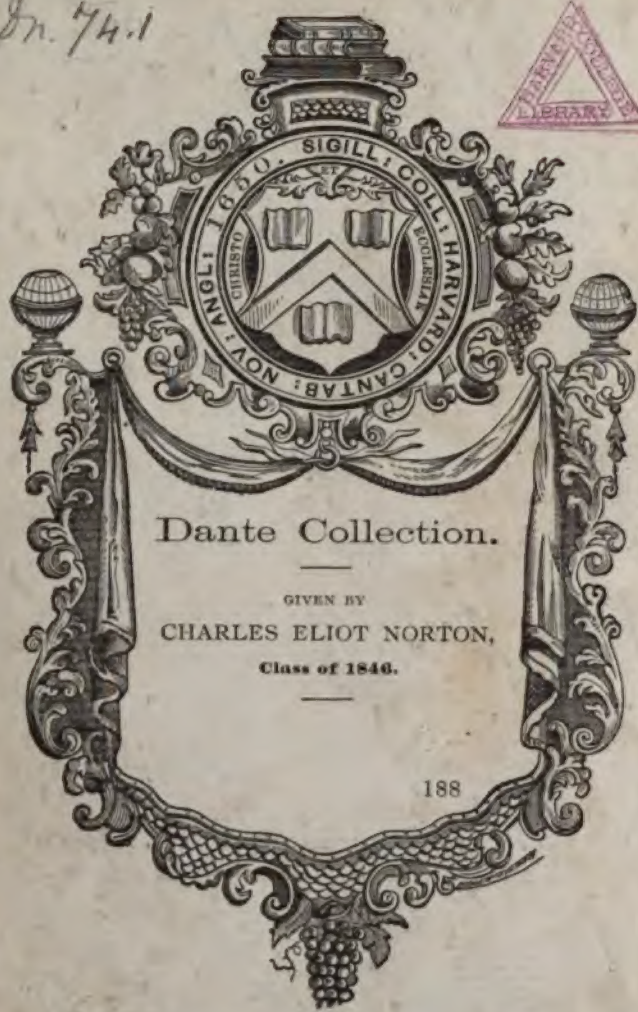 Dn. 74.1
HARVARD COLLEGE
LIBRARY
SIGILL: COLL: HARVARD: CANTAB: NOV: ANGL: 1650.
ET
CHRISTO
ECCLESIAE
Dante Collection.
GIVEN BY
CHARLES ELIOT NORTON,
Class of 1846.
188